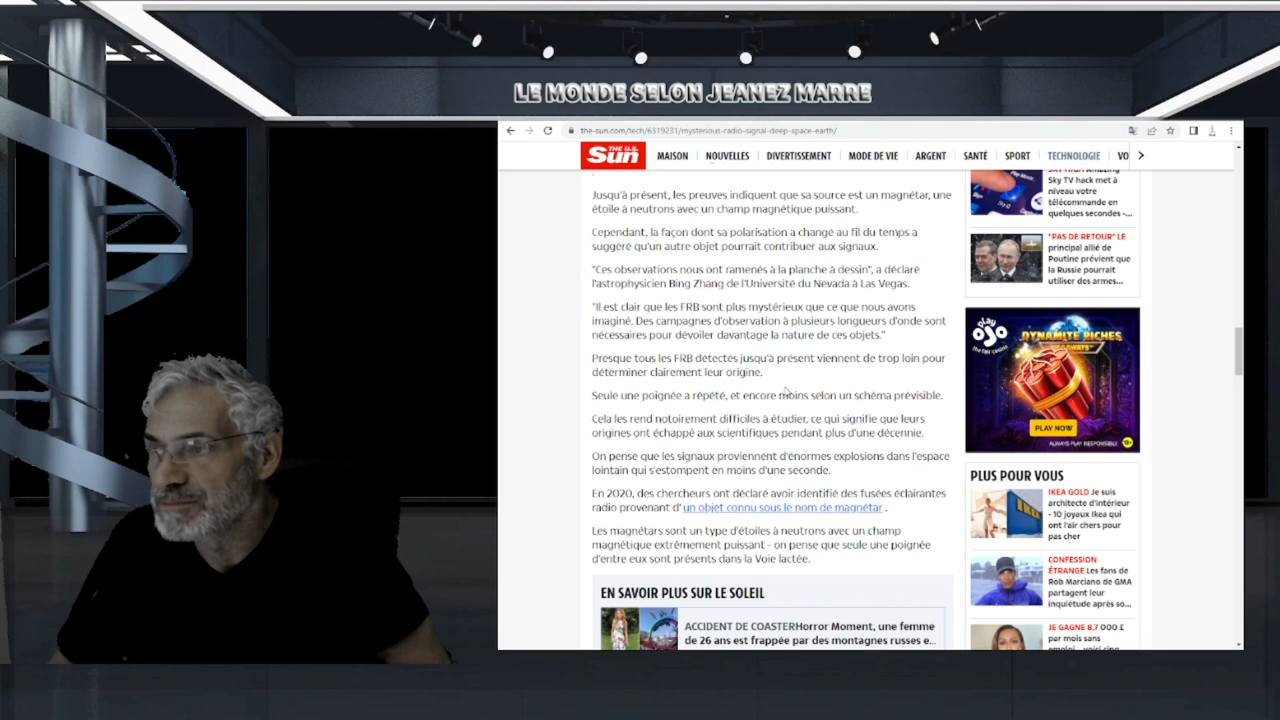 LE MONDE SELON JEANEZ MARRE
the-sun.com/tech/6319231/mysterious-radio-signal-deep-space-earth/
THE U.S.
Sun
MAISON NOUVELLES DIVERTISSEMENT MODE DE VIE ARGENT SANTÉ SPORT TECHNOLOGIE VO
Jusqu'à présent, les preuves indiquent que sa source est un magnétar, une
étoile à neutrons avec un champ magnétique puissant.
Cependant, la façon dont sa polarisation a changé au fil du temps a
suggéré qu'un autre objet pourrait contribuer aux signaux.
"Ces observations nous ont ramenés à la planche à dessin", a déclaré
l'astrophysicien Bing Zhang de l'Université du Nevada à Las Vegas.
"Il est clair que les FRB sont plus mystérieux que ce que nous avons
imaginé. Des campagnes d'observation à plusieurs longueurs d'onde sont
nécessaires pour dévoiler davantage la nature de ces objets."
Presque tous les FRB détectés jusqu'à présent viennent de trop loin pour
déterminer clairement leur origine.
Seule une poignée a répété, et encore moins selon un schéma prévisible.
Cela les rend notoirement difficiles à étudier, ce qui signifie que leurs
origines ont échappé aux scientifiques pendant plus d'une décennie.
On pense que les signaux proviennent d'énormes explosions dans l'espace
lointain qui s'estompent en moins d'une seconde.
En 2020, des chercheurs ont déclaré avoir identifié des fusées éclairantes
radio provenant d' un objet connu sous le nom de magnétar .
Les magnétars sont un type d'étoiles à neutrons avec un champ
magnétique extrêmement puissant - on pense que seule une poignée
d'entre eux sont présents dans la Voie lactée.
EN SAVOIR PLUS SUR LE SOLEIL
ACCIDENT DE COASTERHorror Moment, une femme
de 26 ans est frappée par des montagnes russes e...
SKY HIGH Amazing
Sky TV hack met à
niveau votre
télécommande en
quelques secondes -...
"PAS DE RETOUR" LE
principal allié de
Poutine prévient que
la Russie pourrait
utiliser des armes...
play
OJO
the fair casino
DYNAMITE RICHES
PLAY NOW
ALWAYS PLAY RESPONSIBLY. 18+
PLUS POUR VOUS
IKEA GOLD Je suis
architecte d'intérieur
- 10 joyaux Ikea qui
ont l'air chers pour
pas cher
CONFESSION
ÉTRANGE Les fans de
Rob Marciano de GMA
partagent leur
inquiétude après so...
JE GAGNE 8,7 000 £
par mois sans